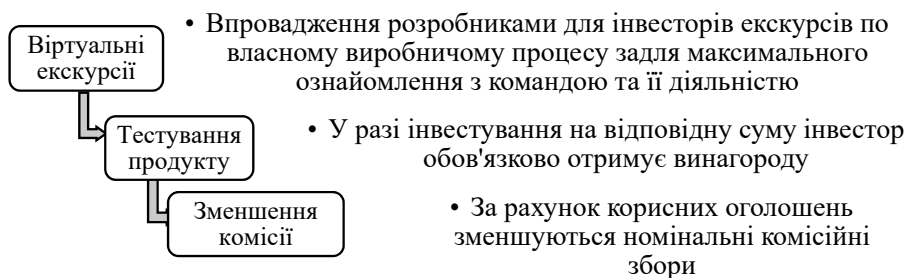 Віртуальні
екскурсії
• Впровадження розробниками для інвесторів екскурсів по
власному виробничому процесу задля максимального
ознайомлення з командою та її діяльністю
Тестування
продукту
• У разі інвестування на відповідну суму інвестор
обов'язково отримує винагороду
Зменшення
комісії
• За рахунок корисних оголошень
зменшуються номінальні комісійні
збори